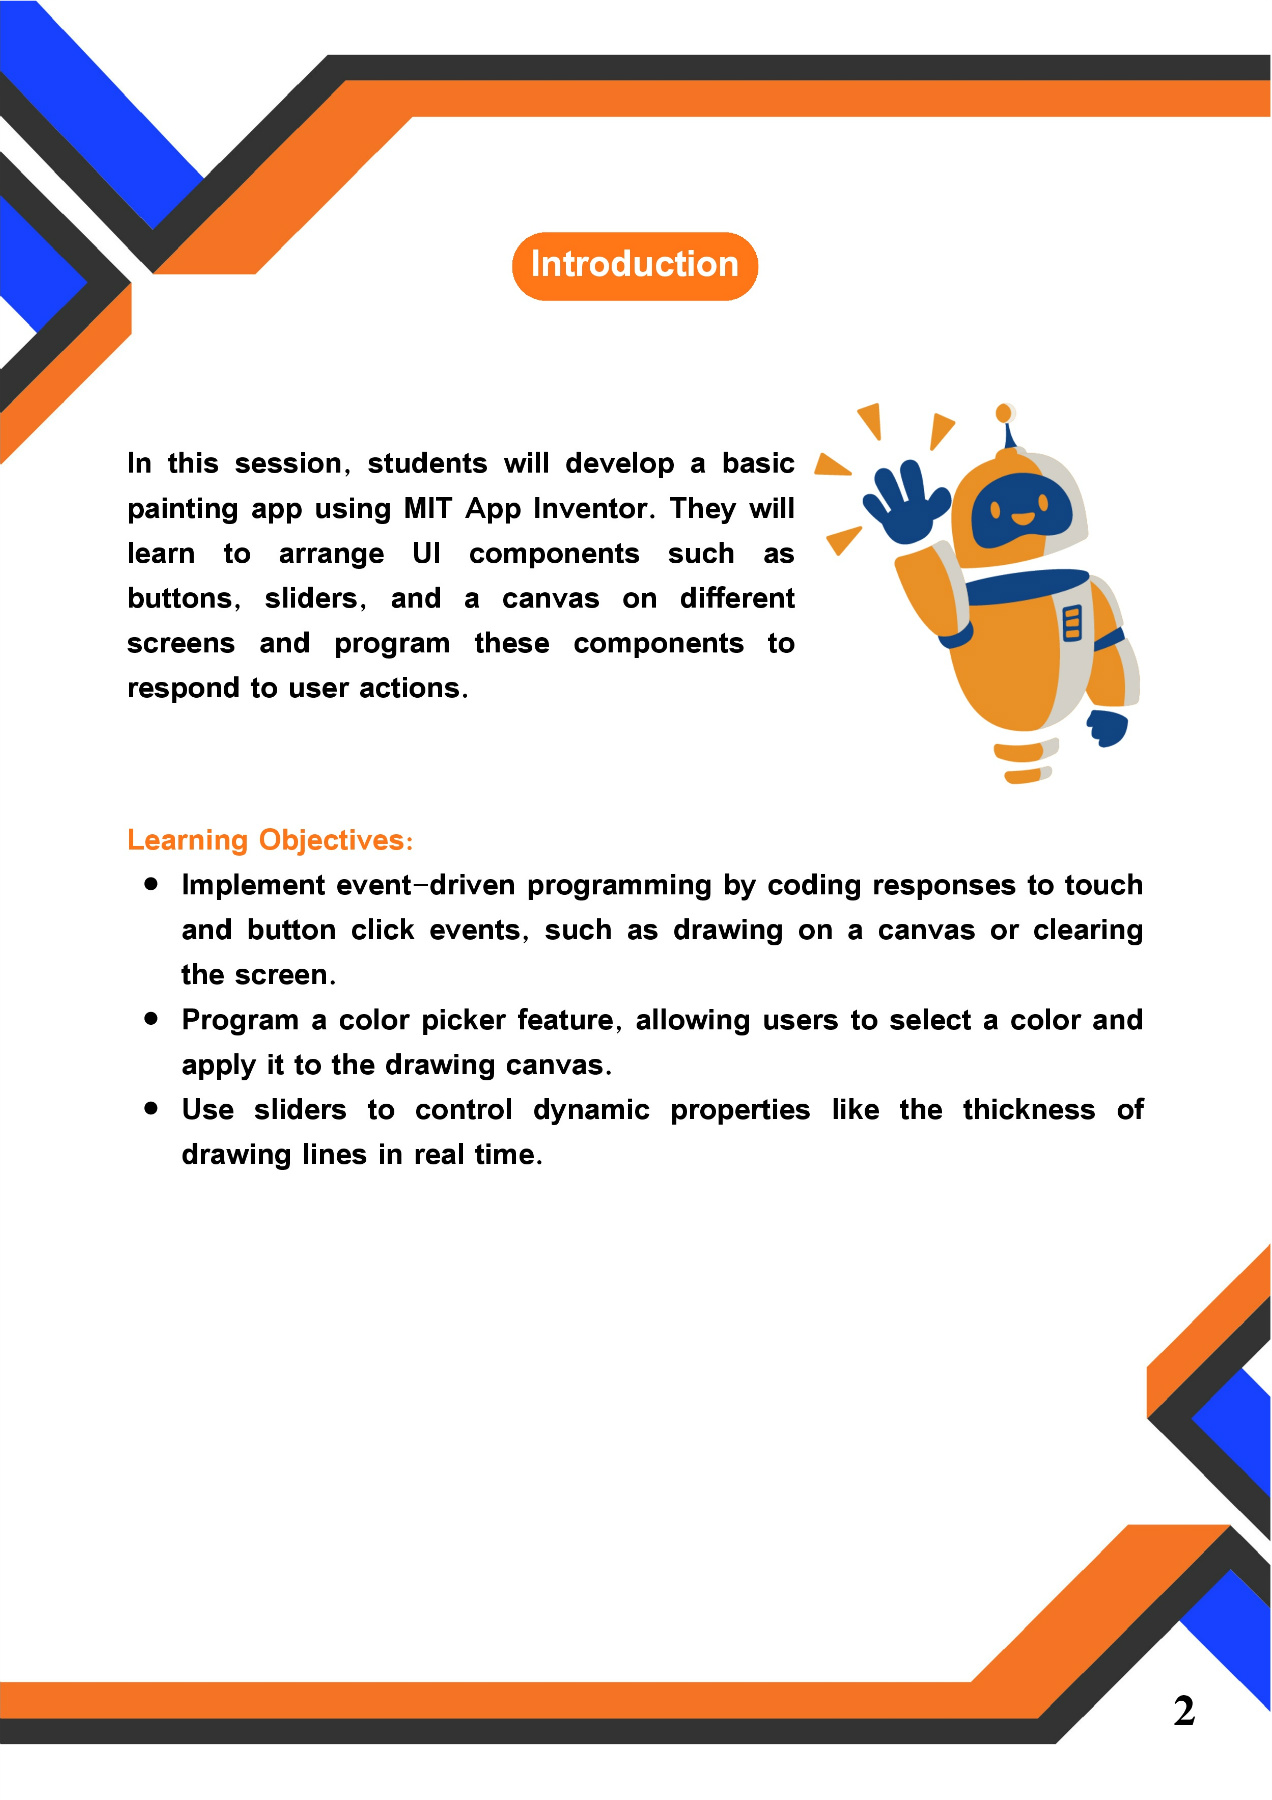 Introduction
In this session, students will develop a basic
painting app using MIT App Inventor. They will
learn to arrange UI components such as
buttons, sliders, and a canvas on different
screens and program these components to
respond to user actions.
Learning Objectives:
● Implement event-driven programming by coding responses to touch
and button click events, such as drawing on a canvas or clearing
the screen.
● Program a color picker feature, allowing users to select a color and
apply it to the drawing canvas.
● Use sliders to control dynamic properties like the thickness of
drawing lines in real time.
2